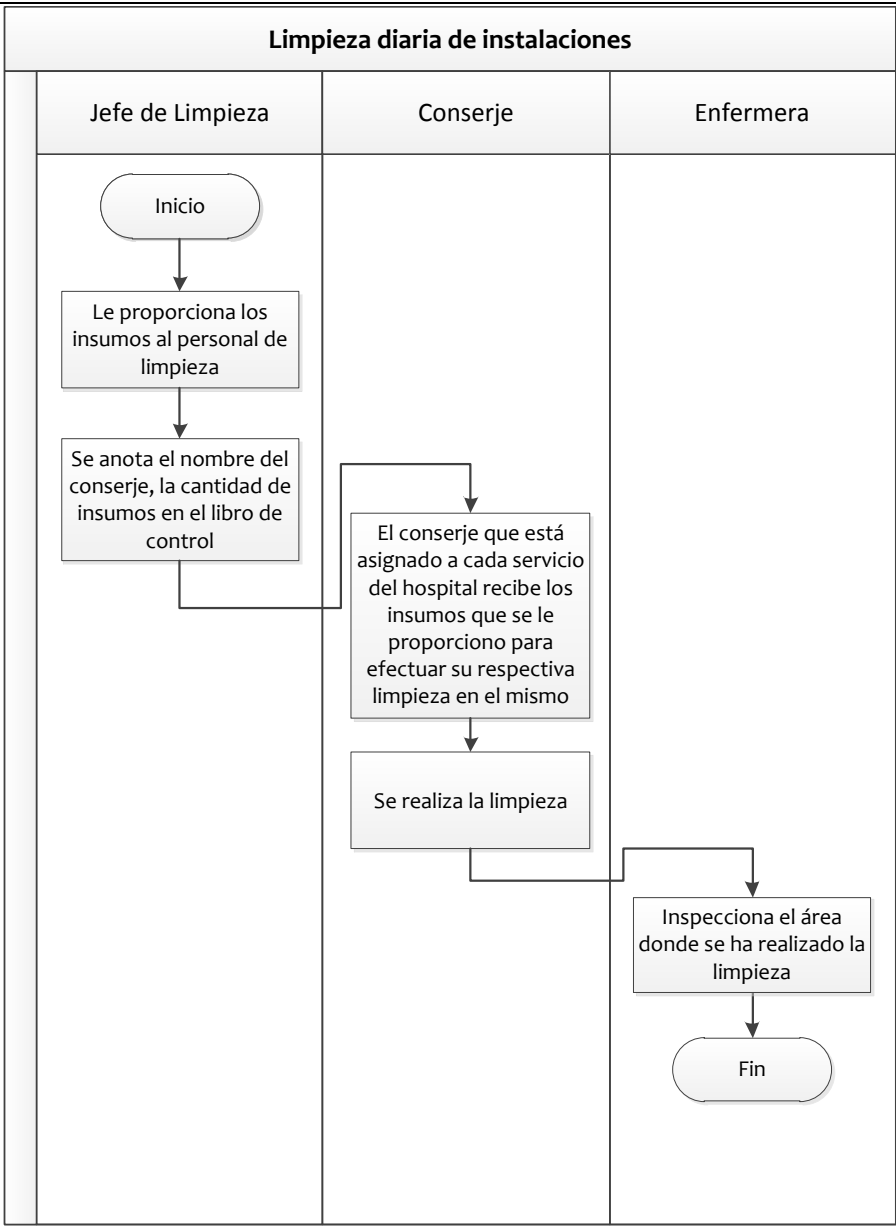 Limpieza diaria de instalaciones
Jefe de Limpieza
Conserje
Enfermera
Inicio
Le proporciona los
insumos al personal de
limpieza
Se anota el nombre del
conserje, la cantidad de
insumos en el libro de
control
El conserje que está
asignado a cada servicio
del hospital recibe los
insumos que se le
proporciono para
efectuar su respectiva
limpieza en el mismo
Se realiza la limpieza
Inspecciona el área
donde se ha realizado la
limpieza
Fin